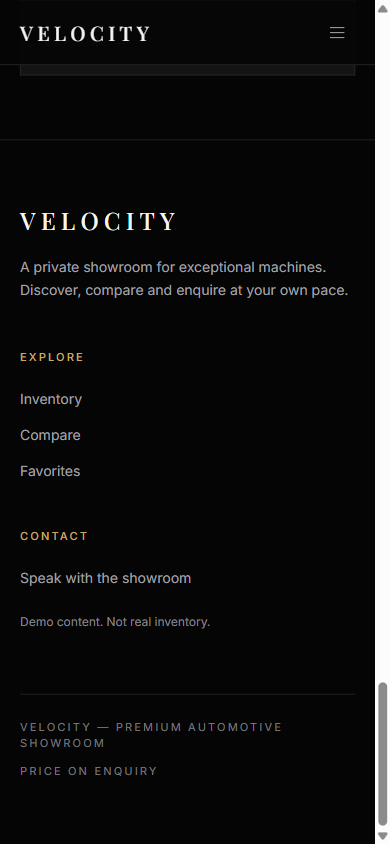 VELOCITY
VELOCITY
A private showroom for exceptional machines.
Discover, compare and enquire at your own pace.
EXPLORE
Inventory
Compare
Favorites
CONTACT
Speak with the showroom
Demo content. Not real inventory.
VELOCITY — PREMIUM AUTOMOTIVE
SHOWROOM
PRICE ON ENQUIRY